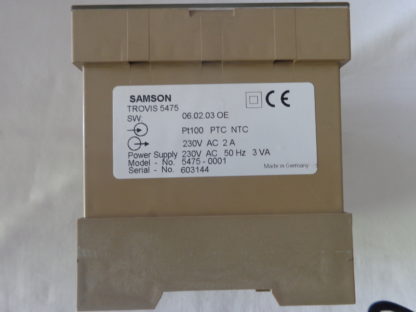 SAMSON
TROVIS 5475
SW 06.02.03 OE
Pt100 PTC NTC
230V AC 2 A
Power Supply 230V AC 50 Hz 3 VA
Model - No. 5475-0001
Serial - No. 603144
Made in Germany
CE